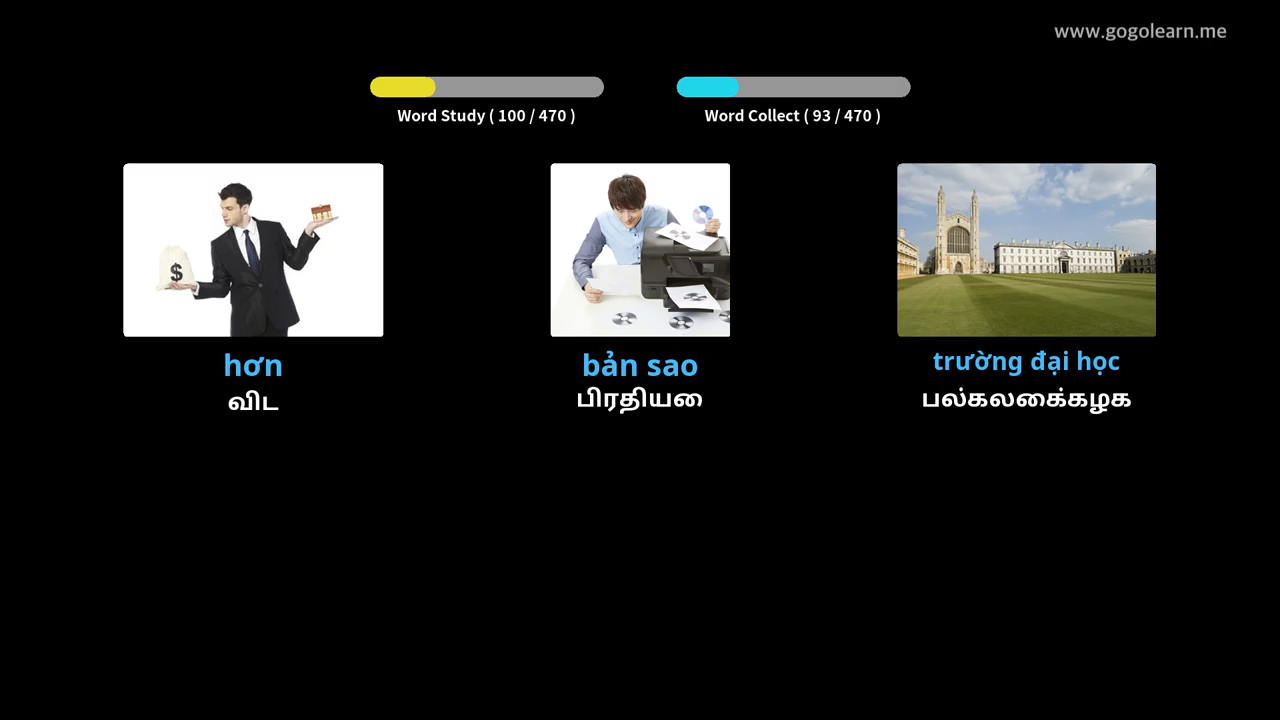 www.gogolearn.me
Word Study ( 100 / 470 )
Word Collect ( 93 / 470 )
hơn
விட
bản sao
பிரதியை
trường đại học
பல்கலைக்கழக
$